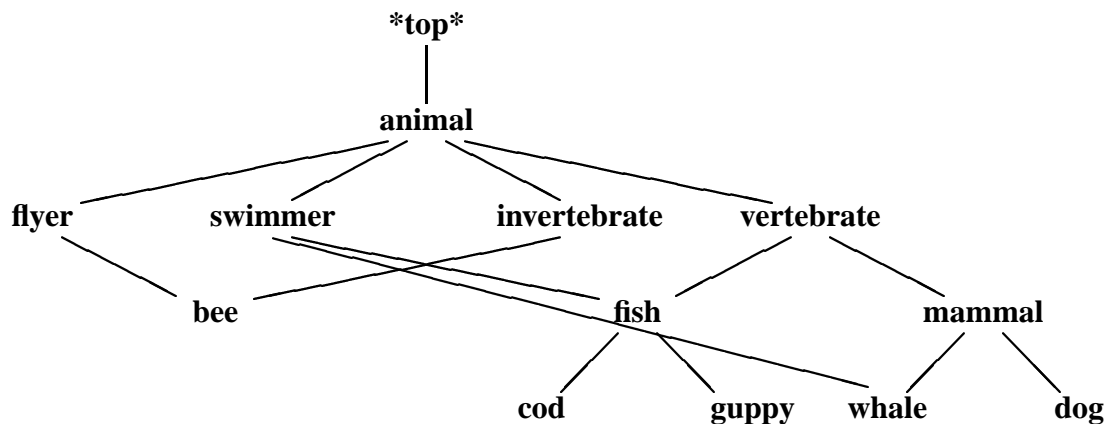 *top*
animal
flyer swimmer invertebrate vertebrate
bee fish mammal
cod guppy whale dog